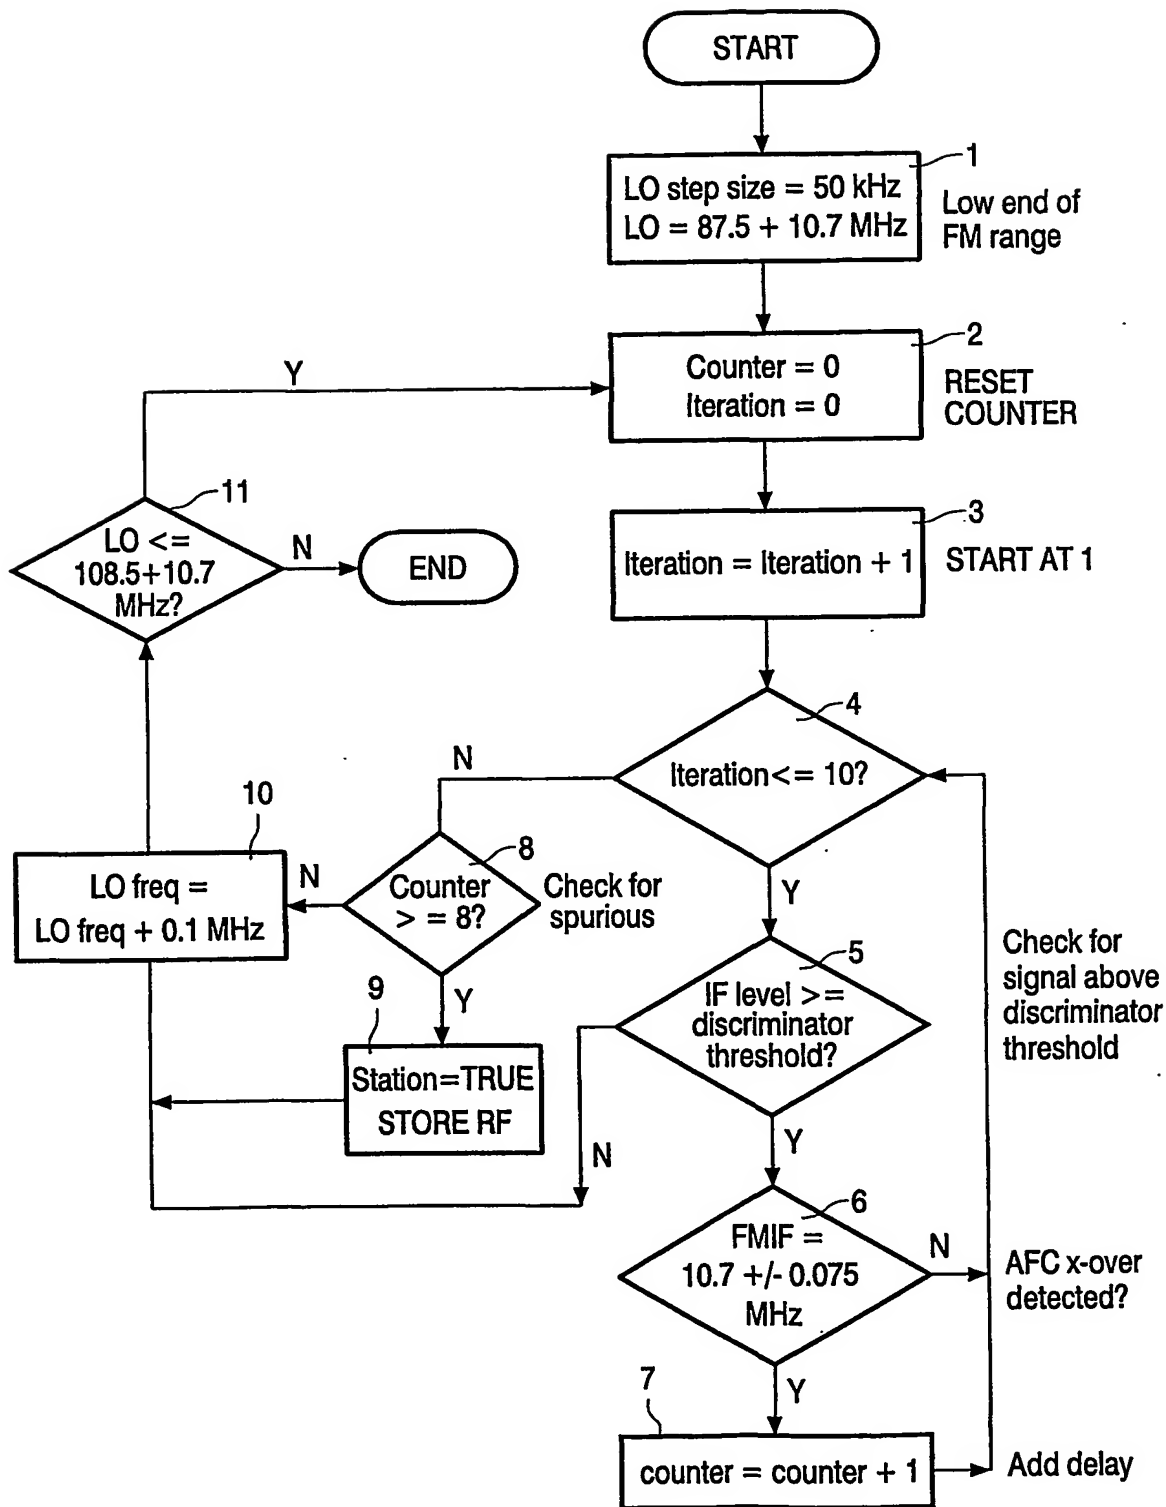 START
1
LO step size = 50 kHz
LO = 87.5 + 10.7 MHz
Low end of
FM range
2
Counter = 0
Iteration = 0
RESET
COUNTER
Y
11
LO <=
108.5+10.7
MHz?
N
END
3
Iteration = Iteration + 1
START AT 1
4
Iteration<= 10?
N
Y
10
LO freq =
LO freq + 0.1 MHz
N
8
Counter
> = 8?
Check for
spurious
Y
9
Station=TRUE
STORE RF
5
IF level >=
discriminator
threshold?
N
Y
Check for
signal above
discriminator
threshold
6
FMIF =
10.7 +/- 0.075
MHz
N
AFC x-over
detected?
Y
7
counter = counter + 1
Add delay